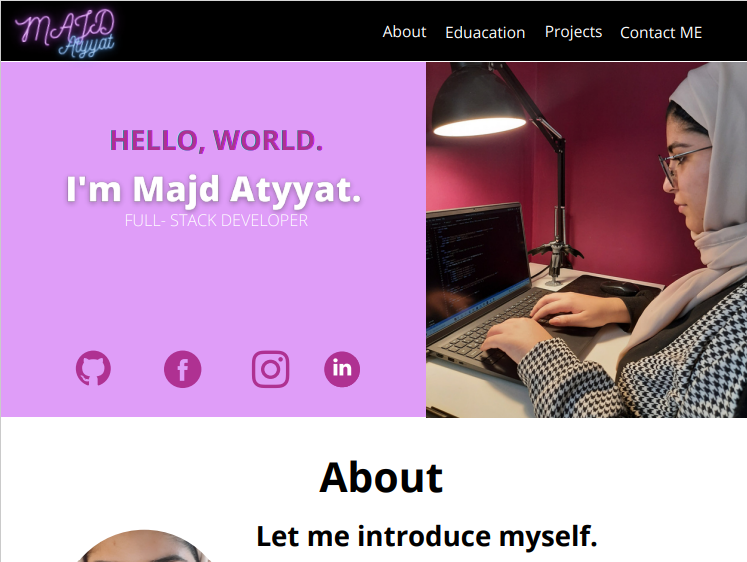 MAJD
Atyyat
About Eduacation Projects Contact ME
HELLO, WORLD.
I'm Majd Atyyat.
FULL- STACK DEVELOPER
f
in
About
Let me introduce myself.